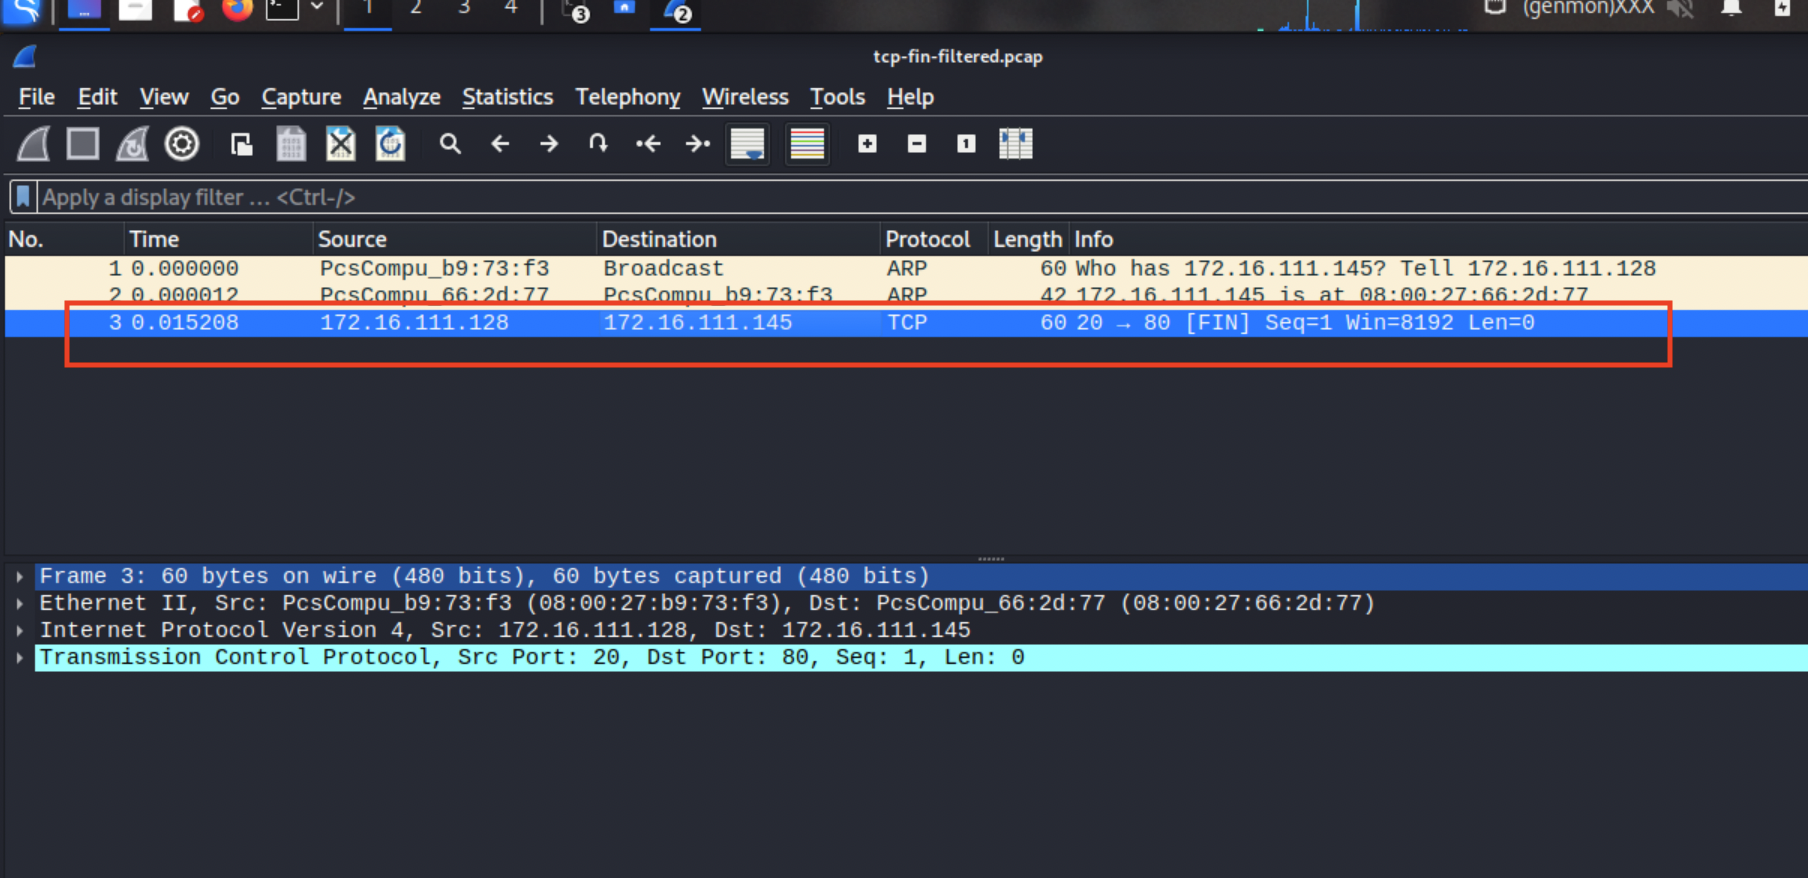 1 2 3 4 3 2 (genmon)XXX
tcp-fin-filtered.pcap
File Edit View Go Capture Analyze Statistics Telephony Wireless Tools Help
1
Apply a display filter … <Ctrl-/>
No. Time Source Destination Protocol Length Info
1 0.000000 PcsCompu_b9:73:f3 Broadcast ARP 60 Who has 172.16.111.145? Tell 172.16.111.128
2 0.000012 PcsCompu_66:2d:77 PcsCompu_b9:73:f3 ARP 42 172.16.111.145 is at 08:00:27:66:2d:77
3 0.015208 172.16.111.128 172.16.111.145 TCP 60 20 → 80 [FIN] Seq=1 Win=8192 Len=0
Frame 3: 60 bytes on wire (480 bits), 60 bytes captured (480 bits)
Ethernet II, Src: PcsCompu_b9:73:f3 (08:00:27:b9:73:f3), Dst: PcsCompu_66:2d:77 (08:00:27:66:2d:77)
Internet Protocol Version 4, Src: 172.16.111.128, Dst: 172.16.111.145
Transmission Control Protocol, Src Port: 20, Dst Port: 80, Seq: 1, Len: 0